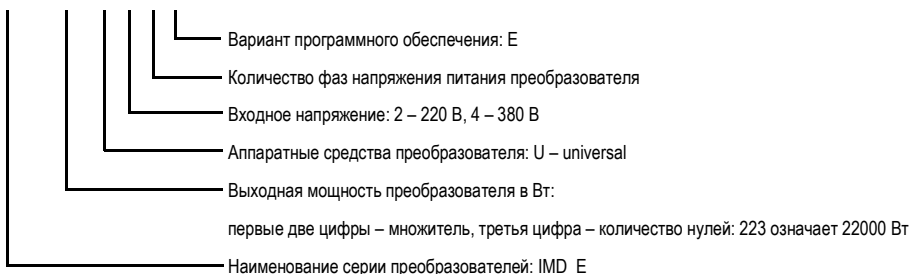 Вариант программного обеспечения: E
Количество фаз напряжения питания преобразователя
Входное напряжение: 2 – 220 В, 4 – 380 В
Аппаратные средства преобразователя: U – universal
Выходная мощность преобразователя в Вт:
первые две цифры – множитель, третья цифра – количество нулей: 223 означает 22000 Вт
Наименование серии преобразователей: IMD_E